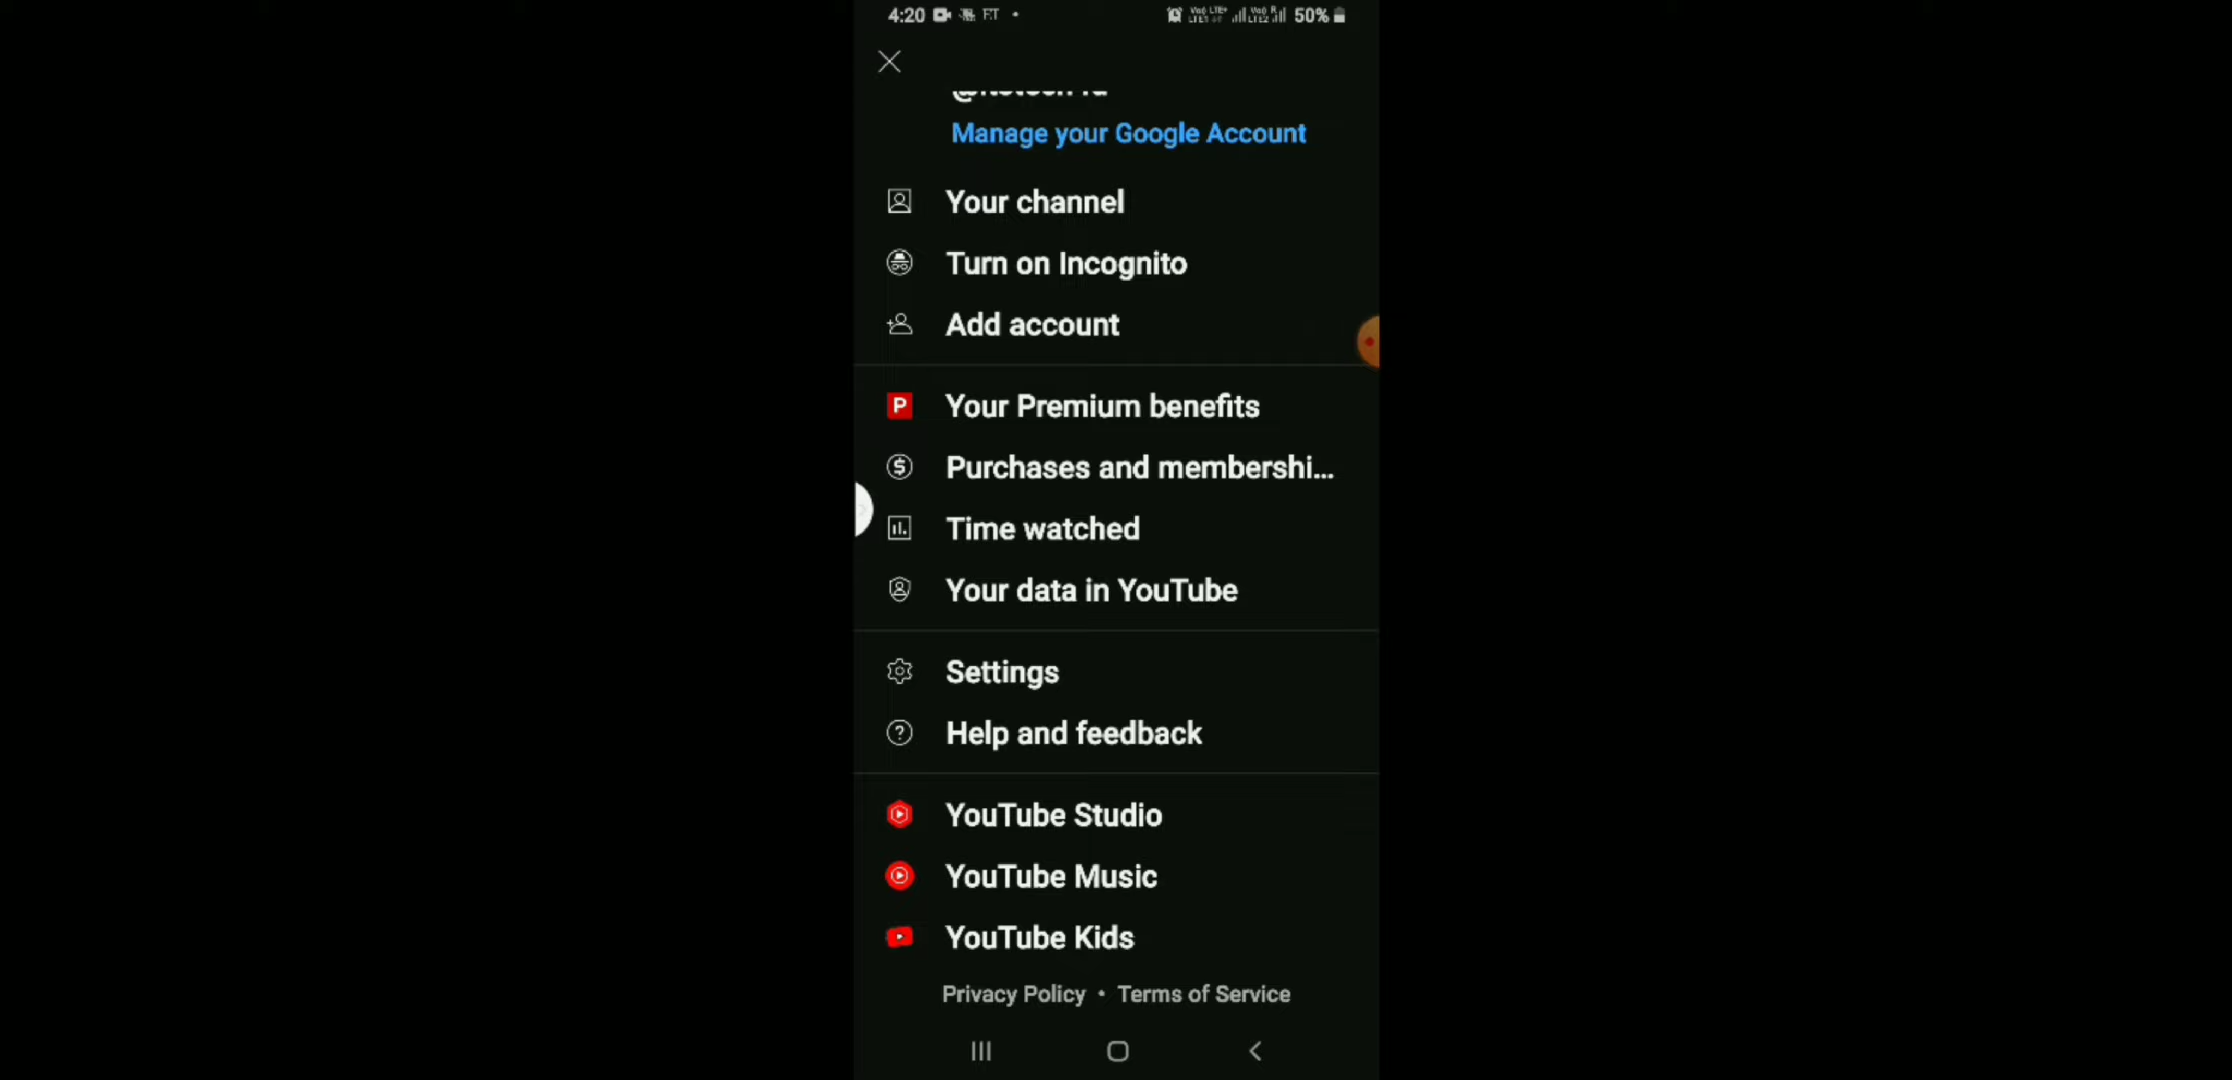 4:20 ET 50%
Manage your Google Account
Your channel
Turn on Incognito
Add account
P Your Premium benefits
$ Purchases and membershi...
Time watched
Your data in YouTube
Settings
? Help and feedback
YouTube Studio
YouTube Music
YouTube Kids
Privacy Policy • Terms of Service